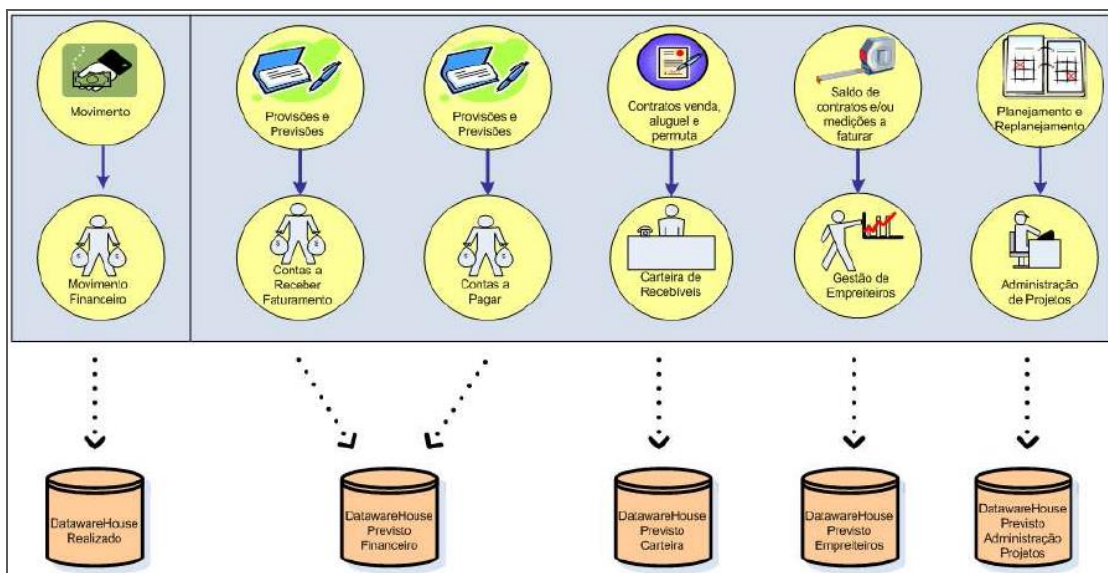 Movimento
Provisões e
Previsões
Provisões e
Previsões
Contratos venda,
aluguel e
permuta
Saldo de
contratos e/ou
medições a
faturar
Planejamento e
Replanejamento
Movimento
Financeiro
Contas a
Receber
Faturamento
Contas a
Pagar
Carteira de
Recebíveis
Gestão de
Empreiteiros
Administração
de Projetos
DatawareHouse
Realizado
DatawareHouse
Previsto
Financeiro
DatawareHouse
Previsto
Carteira
DatawareHouse
Previsto
Empreiteiros
DatawareHouse
Previsto
Administração
Projetos